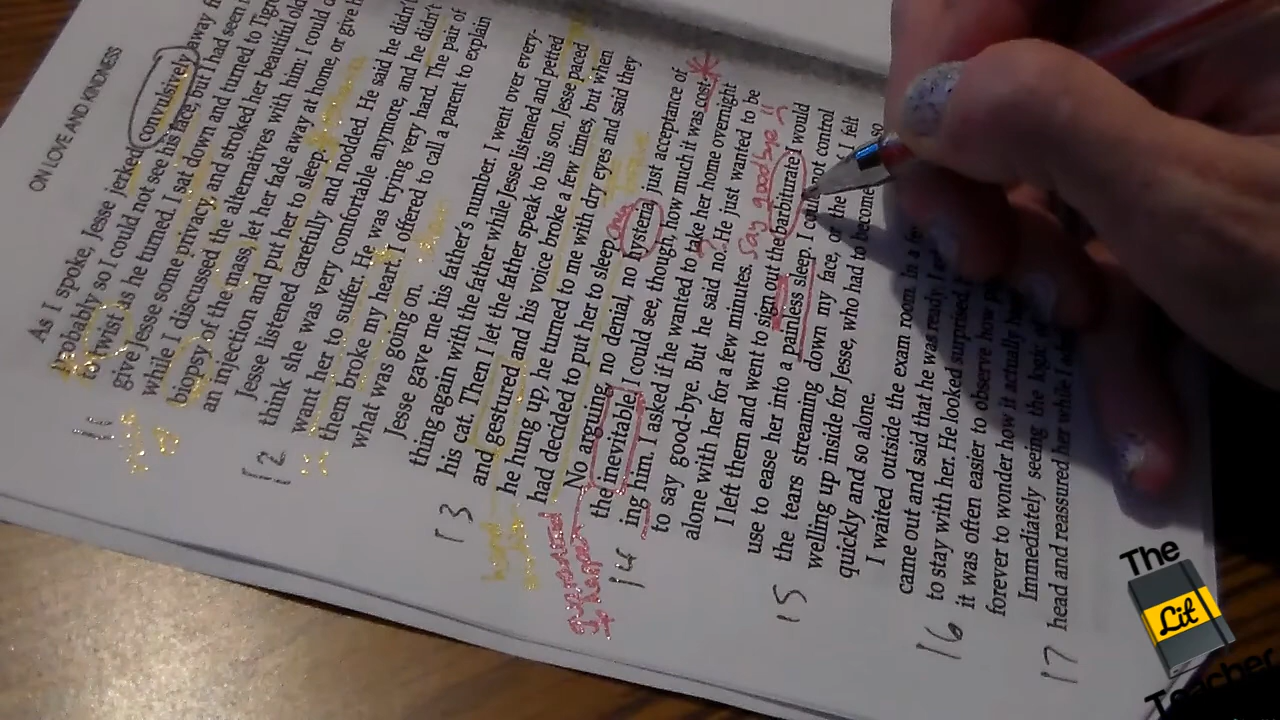 ON LOVE AND KINDNESS
As I spoke, Jesse jerked convulsively away
probably so I could not see his face, but I had seen
to twist as he turned. I sat down and turned to
give Jesse some privacy, and stroked her beautiful old
while I discussed the alternatives with him: I could
biopsy of the mass, let her fade away at home, or give
an injection and put her to sleep.
Jesse listened carefully and nodded. He said he didn't
think she was very comfortable anymore, and he didn't
want her to suffer. He was trying very hard. The pair of
them broke my heart. I offered to call a parent to explain
what was going on.
Jesse gave me his father's number. I went over every-
thing again with the father while Jesse listened and petted
his cat. Then I let the father speak to his son. Jesse paced
and gestured and his voice broke a few times, but when
he hung up, he turned to me with dry eyes and said they
had decided to put her to sleep.
No arguing, no denial, no hysteria, just acceptance of
the inevitable. I could see, though, how much it was cost-
ing him. I asked if he wanted to take her home overnight
to say good-bye. But he said no. He just wanted to be
alone with her for a few minutes.
I left them and went to sign out the barbiturate I would
use to ease her into a painless sleep. I not control
the tears streaming down my face, or the I felt
welling up inside for Jesse, who had to become so
quickly and so alone.
I waited outside the exam room. In a
came out and said that he was ready. I
to stay with her. He looked surprised,
it was often easier to observe how
forever to wonder how it actually
Immediately seeing the logic of
head and reassured her while I
11
12
13
14
15
16
17
say goodbye
The
Lit
Teacher